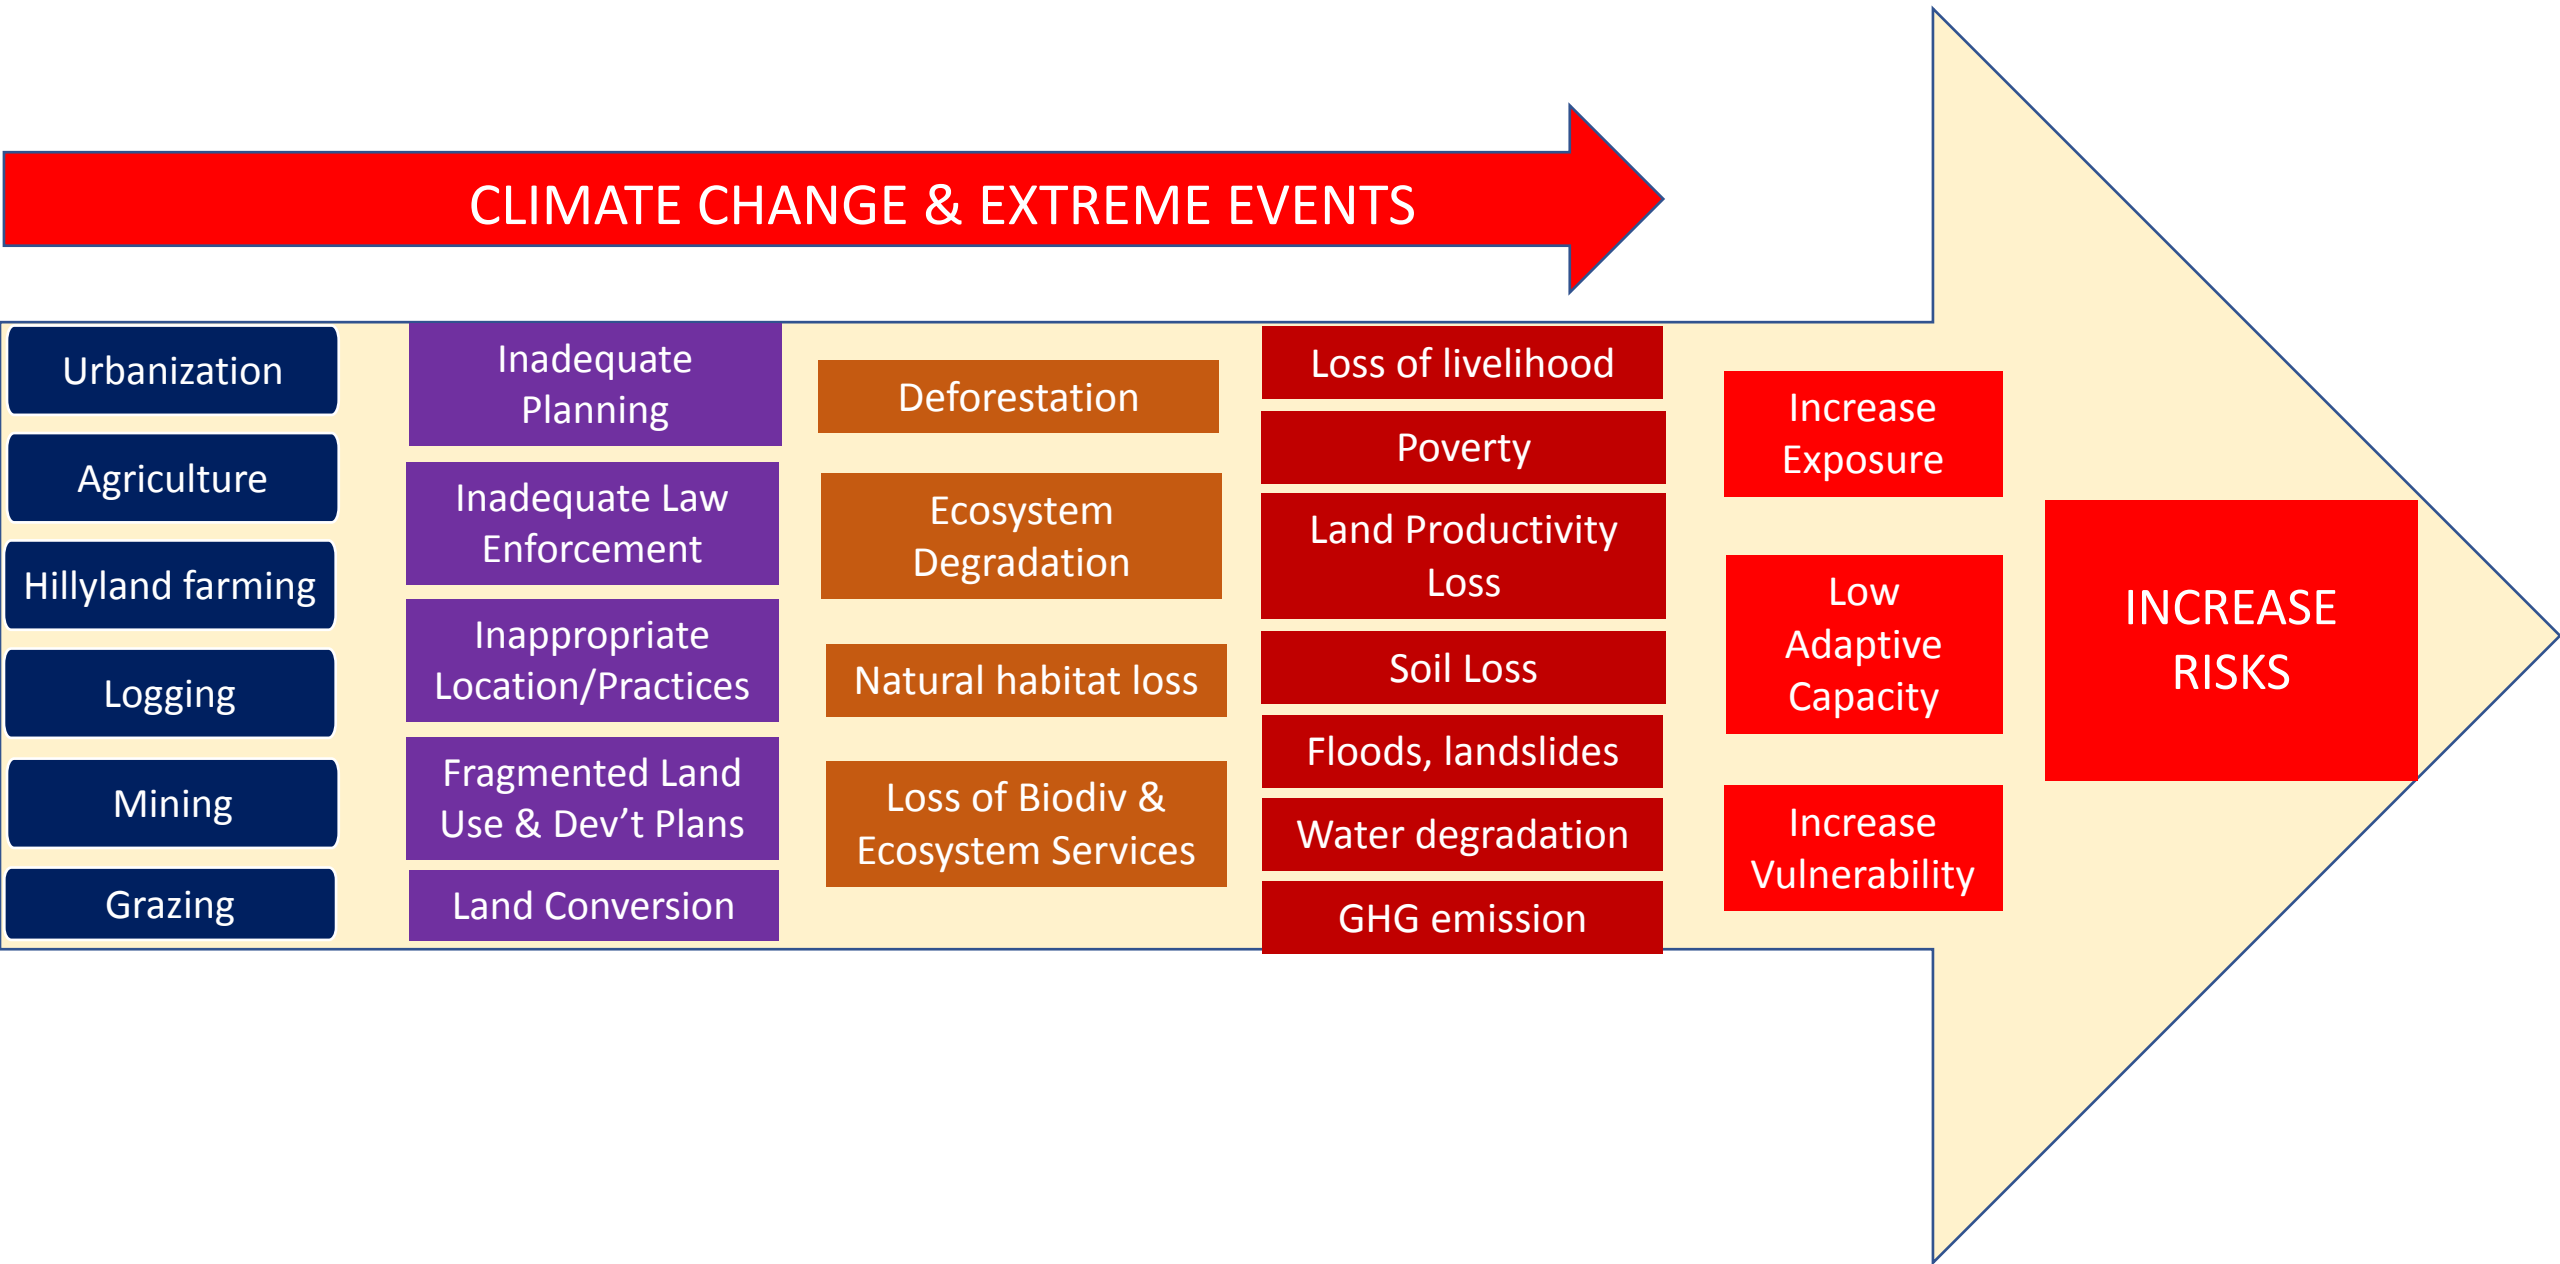 CLIMATE CHANGE & EXTREME EVENTS
Urbanization
Agriculture
Hillyland farming
Logging
Mining
Grazing
Inadequate
Planning
Inadequate Law
Enforcement
Inappropriate
Location/Practices
Fragmented Land
Use & Dev’t Plans
Land Conversion
Deforestation
Ecosystem
Degradation
Natural habitat loss
Loss of Biodiv &
Ecosystem Services
Loss of livelihood
Poverty
Land Productivity
Loss
Soil Loss
Floods, landslides
Water degradation
GHG emission
Increase
Exposure
Low
Adaptive
Capacity
Increase
Vulnerability
INCREASE
RISKS